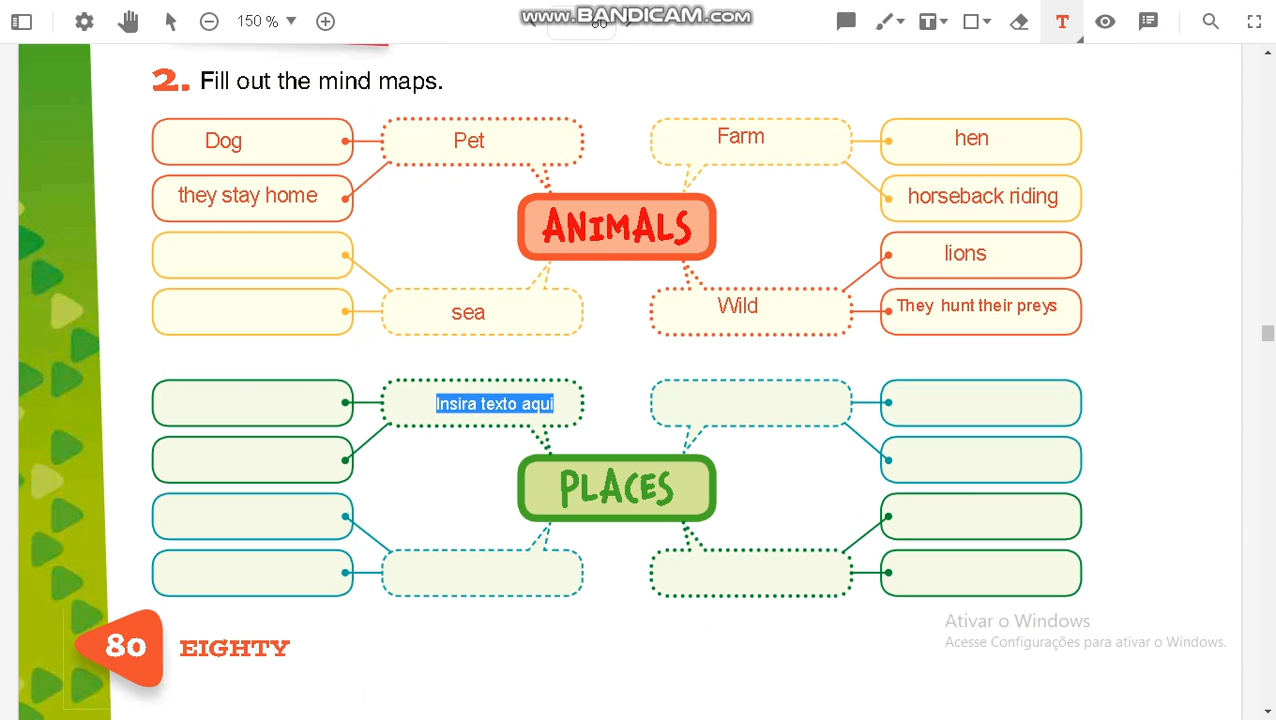 150 %
WWW.BANDICAM.COM
80
T
2. Fill out the mind maps.
Dog
Pet
Farm
hen
they stay home
horseback riding
ANIMALS
lions
sea
Wild
They hunt their preys
Insira texto aqui
PLACES
80 EIGHTY
Ativar o Windows
Acesse Configurações para ativar o Windows.